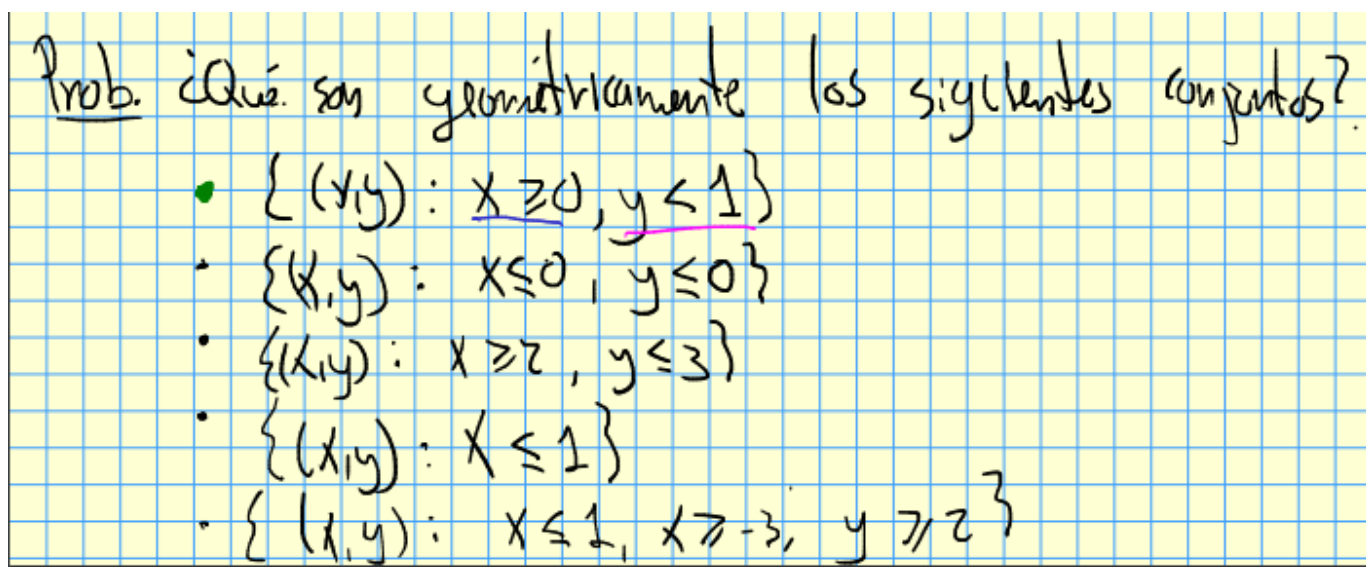 Prob. ¿Qué son geométricamente los siguientes conjuntos?
• {(x,y): x ≥ 0, y < 1}
• {(x,y): x ≤ 0, y ≤ 0}
• {(x,y): x ≥ 2, y ≤ 3}
• {(x,y): x ≤ 1}
• {(x,y): x ≤ 1, x ≥ -3, y ≥ 2}